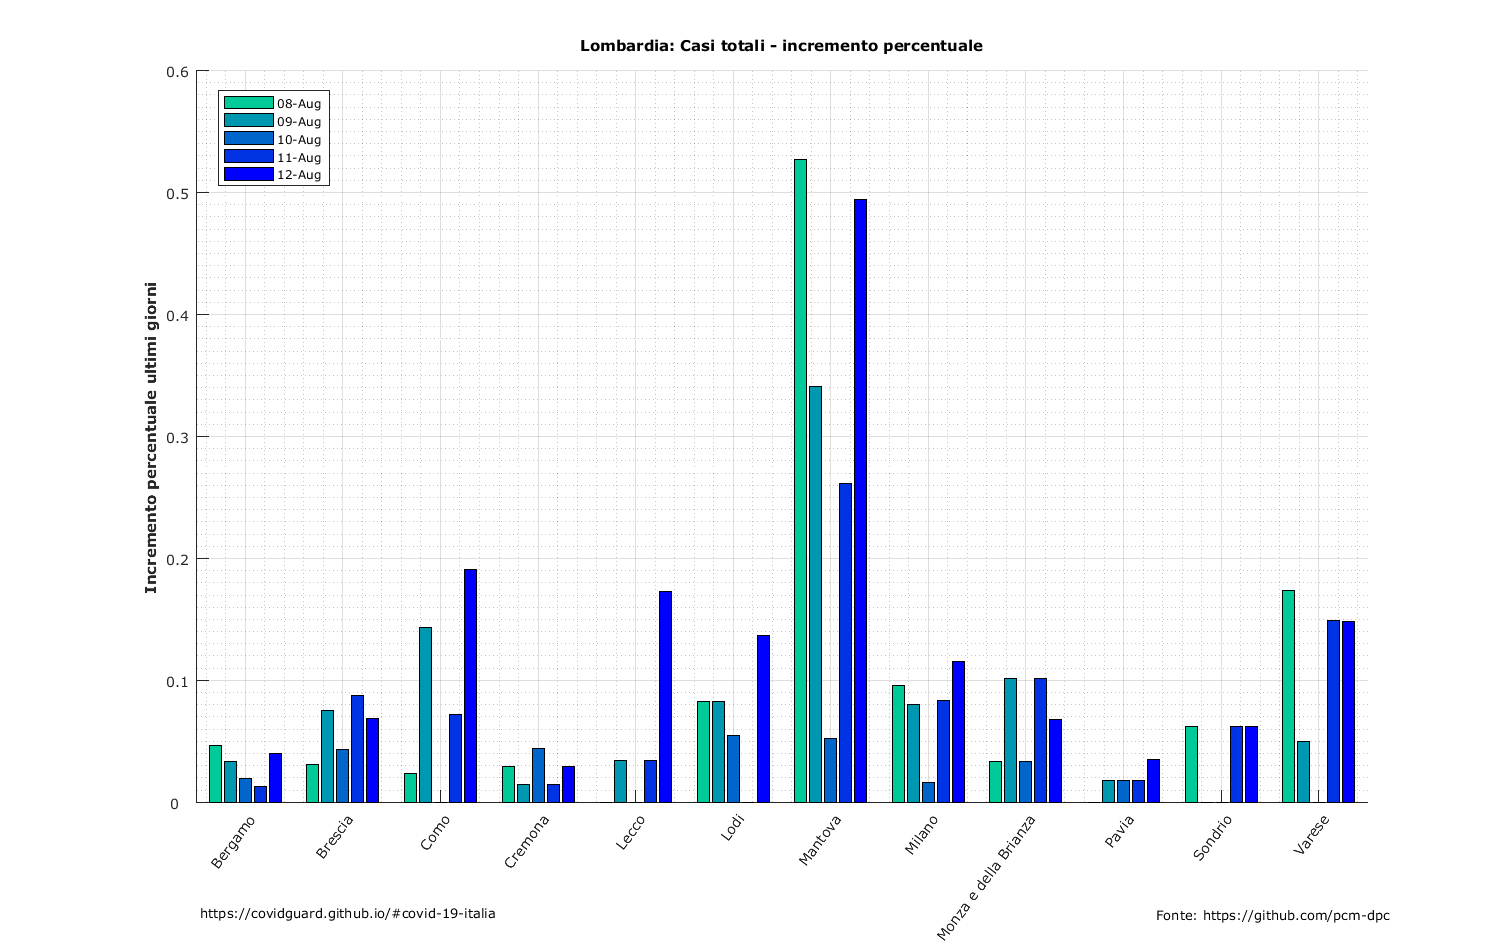 Lombardia: Casi totali - incremento percentuale
0.6
0.5
0.4
0.3
0.2
0.1
0
Incremento percentuale ultimi giorni
08-Aug
09-Aug
10-Aug
11-Aug
12-Aug
Bergamo
Brescia
Como
Cremona
Lecco
Lodi
Mantova
Milano
Monza e della Brianza
Pavia
Sondrio
Varese
https://covidguard.github.io/#covid-19-italia
Fonte: https://github.com/pcm-dpc